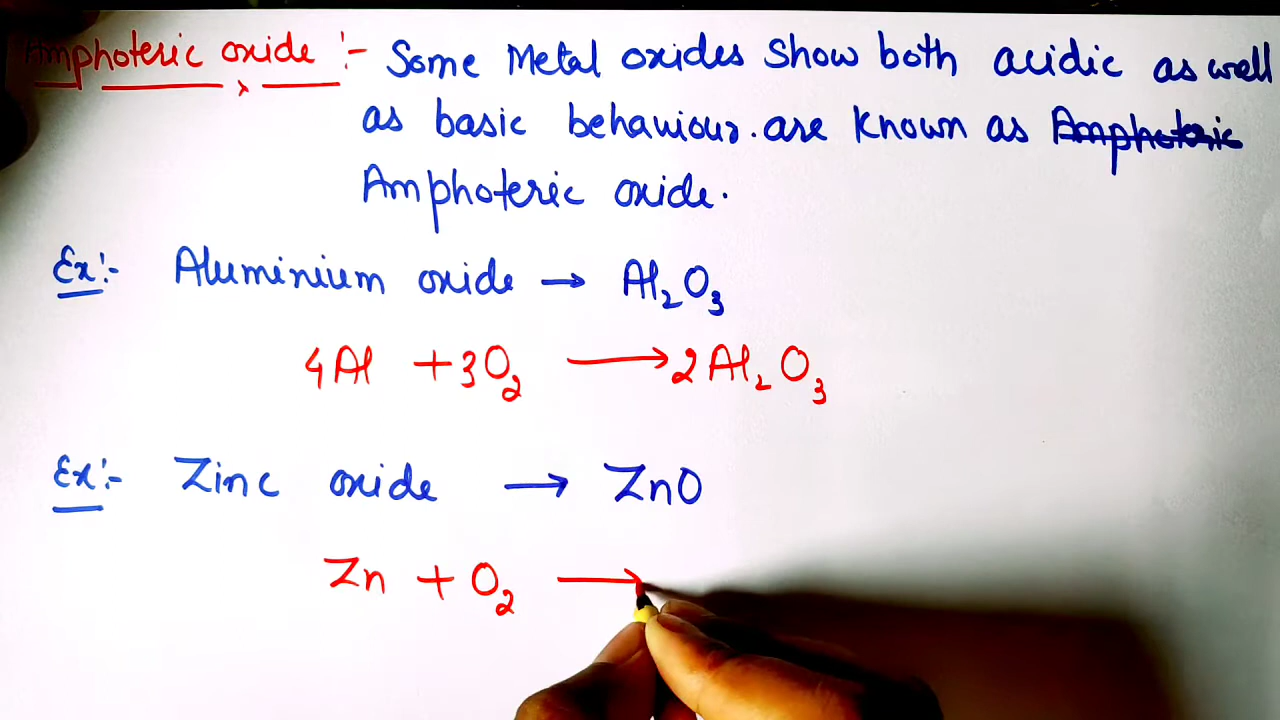 Amphoteric oxide :- Some Metal oxides show both acidic as well
as basic behaviour. are known as Amphoteric
Amphoteric oxide.
Ex:- Aluminium oxide → Al₂O₃
4Al + 3O₂ → 2Al₂O₃
Ex:- Zinc oxide → ZnO
Zn + O₂ →